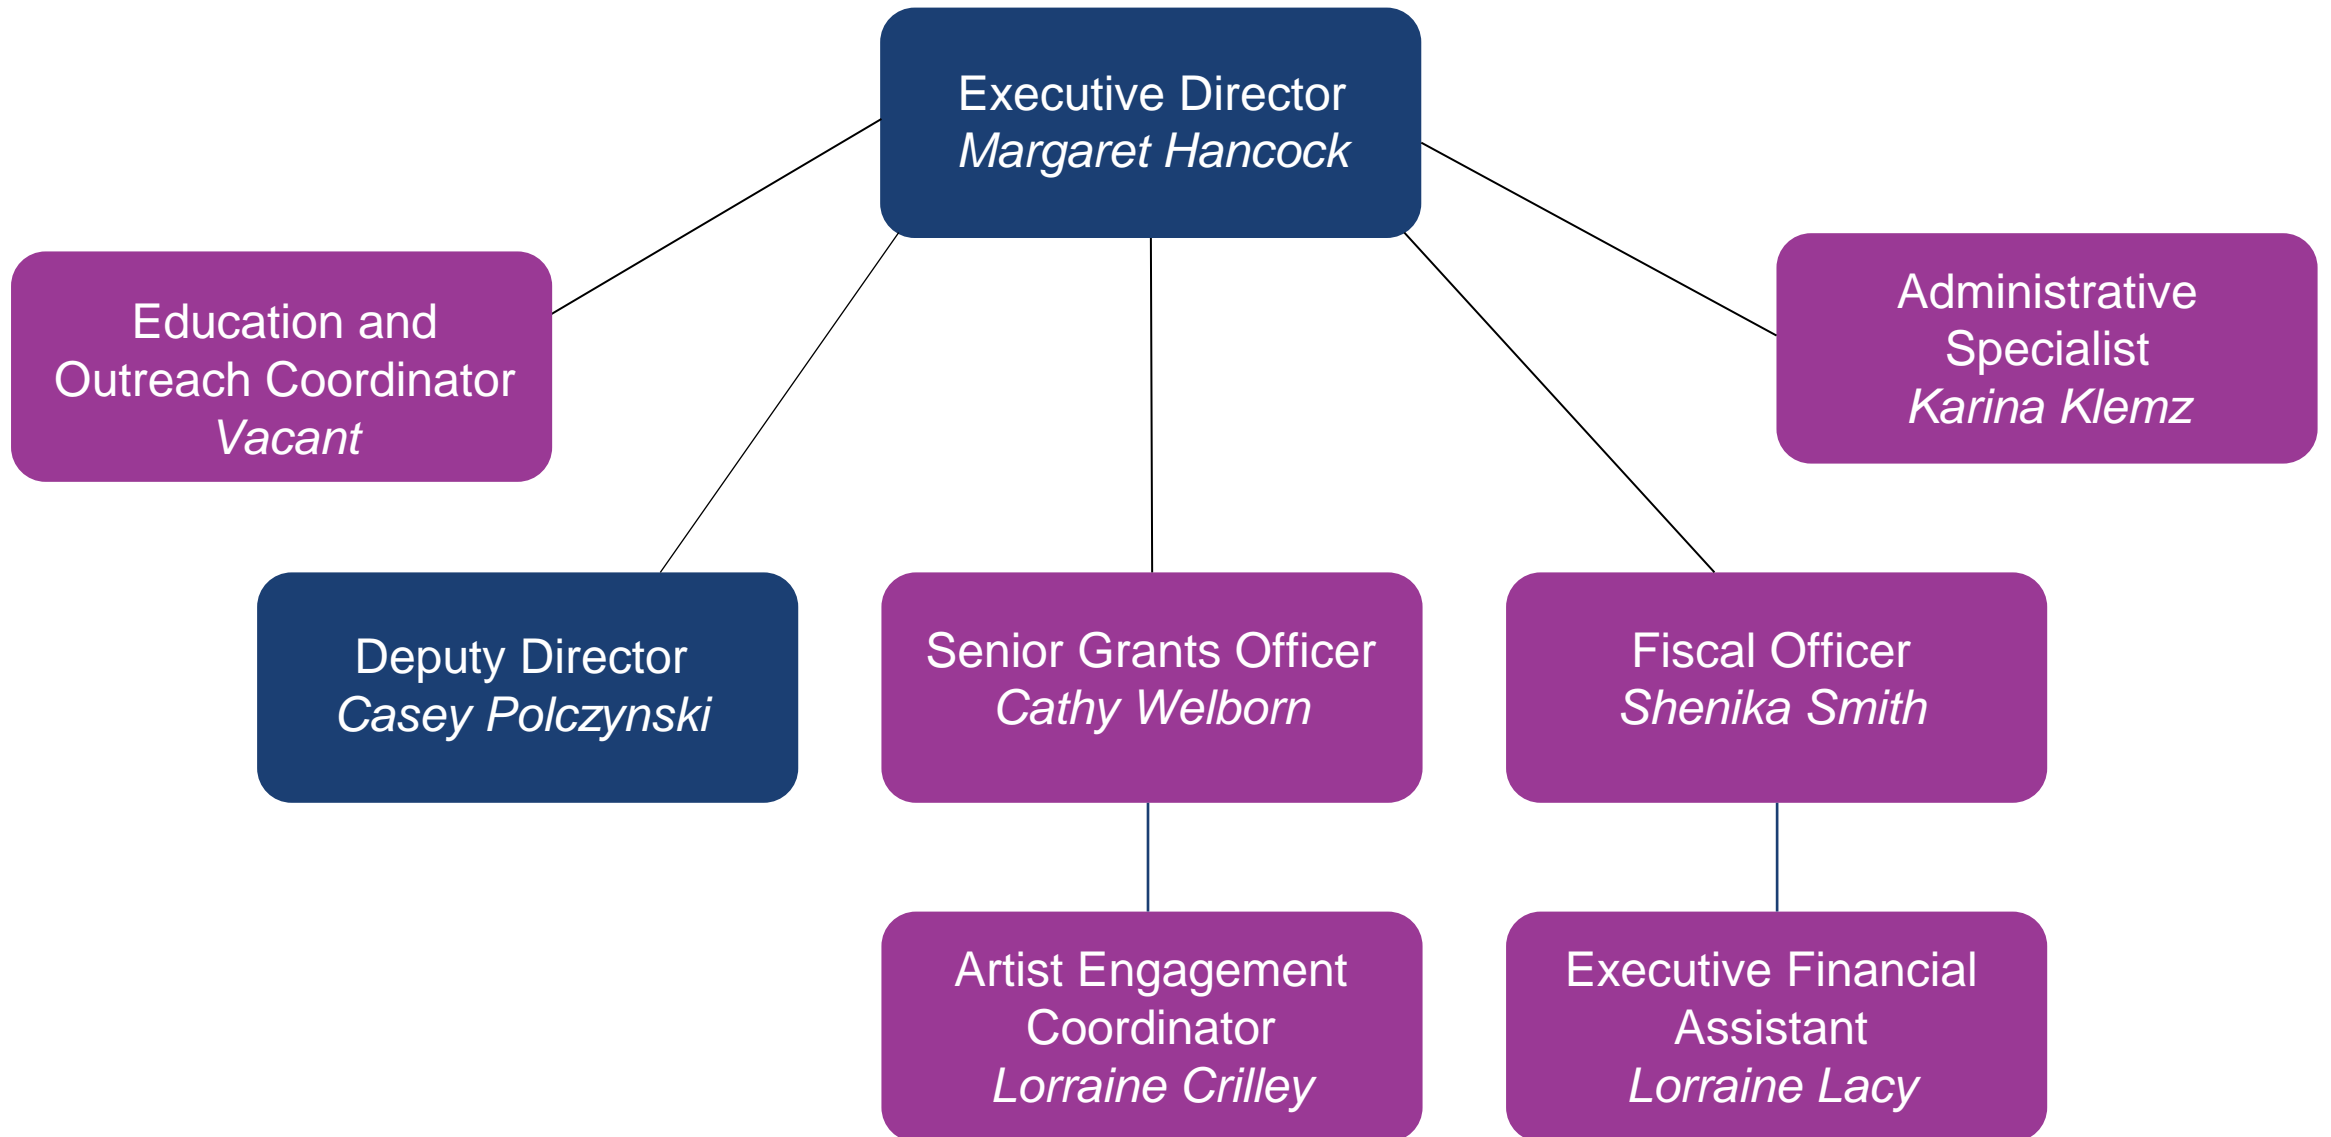 Executive Director
Margaret Hancock
Education and
Outreach Coordinator
Vacant
Administrative
Specialist
Karina Klemz
Deputy Director
Casey Polczynski
Senior Grants Officer
Cathy Welborn
Fiscal Officer
Shenika Smith
Artist Engagement
Coordinator
Lorraine Crilley
Executive Financial
Assistant
Lorraine Lacy